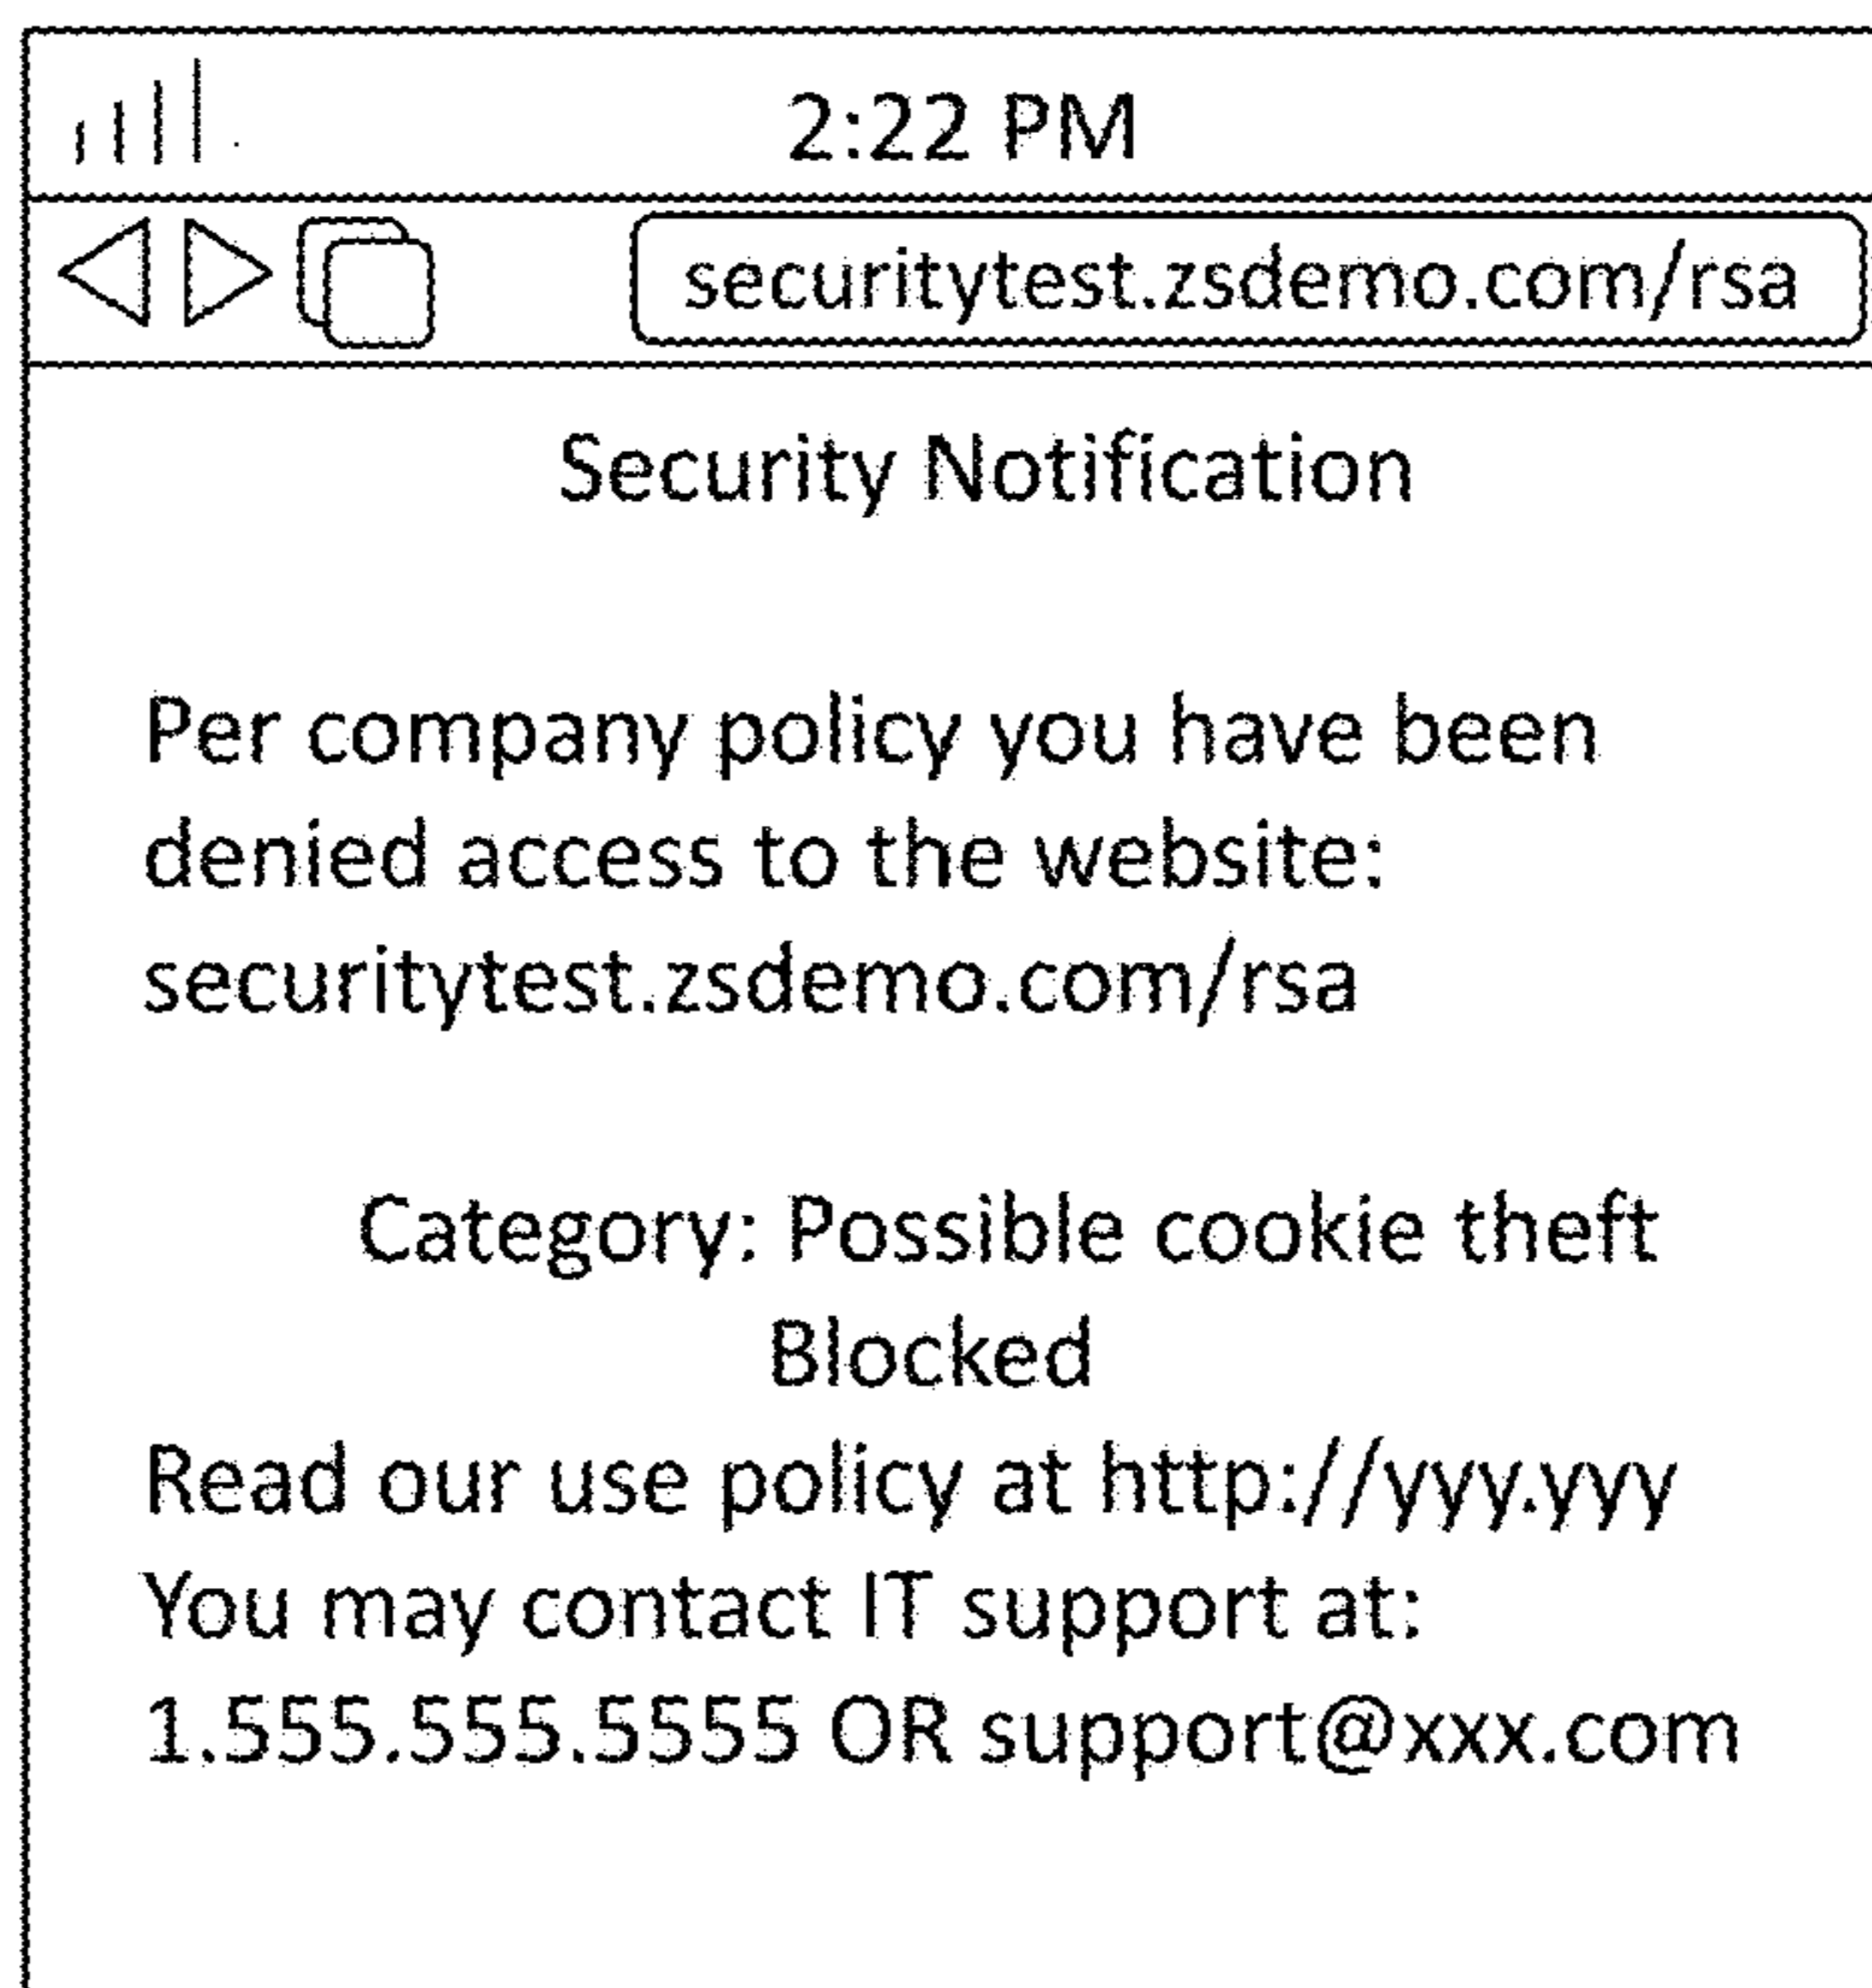 2:22 PM
securitytest.zsdemo.com/rsa
Security Notification
Per company policy you have been
denied access to the website:
securitytest.zsdemo.com/rsa
Category: Possible cookie theft
Blocked
Read our use policy at http://yyy.yyy
You may contact IT support at:
1.555.555.5555 OR support@xxx.com